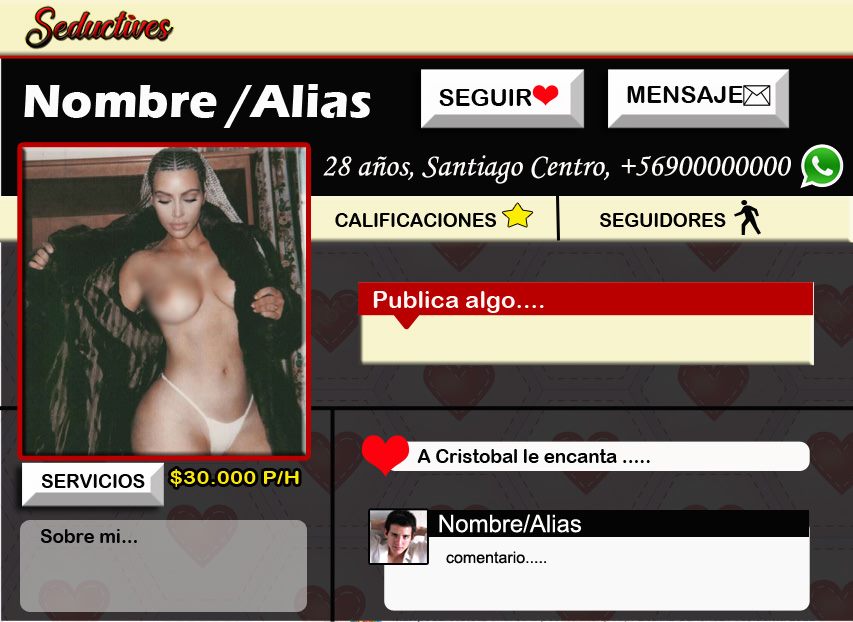 Seductives
Nombre /Alias
SEGUIR
MENSAJE
28 años, Santiago Centro, +56900000000
CALIFICACIONES
SEGUIDORES
Publica algo....
SERVICIOS
$30.000 P/H
A Cristobal le encanta .....
Sobre mi...
Nombre/Alias
comentario.....